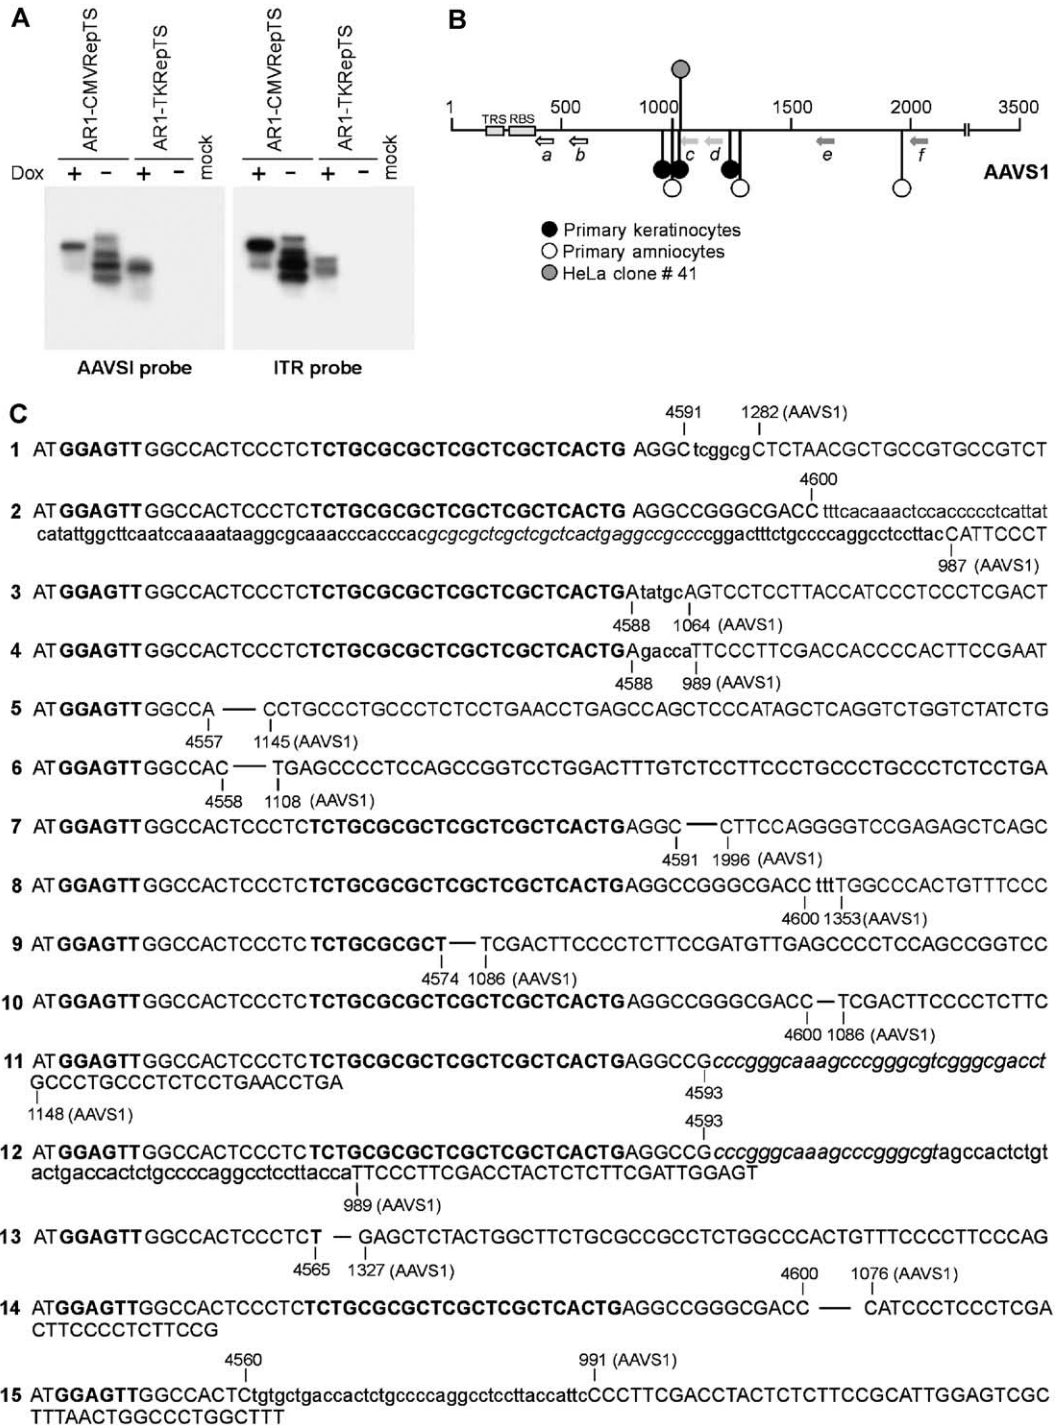 A
AR1-CMVRepTS
AR1-TKRepTS
mock
AR1-CMVRepTS
AR1-TKRepTS
mock
Dox + − + − + − + −
AAVSI probe
ITR probe
B
1 500 1000 1500 2000 3500
TRS RBS
a b c d e f
AAVS1
Primary keratinocytes
Primary amniocytes
HeLa clone # 41
C
4591 1282 (AAVS1)
1 ATGGAGTTGGCCACTCCCTCTCTGCGCGCTCGCTCGCTCACTG AGGCtcggcgCTCTAACGCTGCCGTGCCGTCT
4600
2 ATGGAGTTGGCCACTCCCTCTCTGCGCGCTCGCTCGCTCACTG AGGCCGGGCGACCtttcacaaactccacccccctcattat
catattggcttcaatccaaaataaggcgcaaacccacccacgcgcgctcgctcgctcactgaggccgccccggactttctgccccaggcctccttacCATTCCCT
987 (AAVS1)
3 ATGGAGTTGGCCACTCCCTCTCTGCGCGCTCGCTCGCTCACTGAtatgcAGTCCTCCTTACCATCCCTCCCTCGACT
4588 1064 (AAVS1)
4 ATGGAGTTGGCCACTCCCTCTCTGCGCGCTCGCTCGCTCACTGAgaccaTTCCCTTCGACCACCCCACTTCCGAAT
4588 989 (AAVS1)
5 ATGGAGTTGGCCA — CCTGCCCTGCCCTCTCCTGAACCTGAGCCAGCTCCCATAGCTCAGGTCTGGTCTATCTG
4557 1145 (AAVS1)
6 ATGGAGTTGGCCAC — TGAGCCCCTCCAGCCGGTCCTGGACTTTGTCTCCTTCCCTGCCCTGCCCTCTCCTGA
4558 1108 (AAVS1)
7 ATGGAGTTGGCCACTCCCTCTCTGCGCGCTCGCTCGCTCACTGAGGC — CTTCCAGGGGTCCGAGAGCTCAGC
4591 1996 (AAVS1)
8 ATGGAGTTGGCCACTCCCTCTCTGCGCGCTCGCTCGCTCACTGAGGCCGGGCGACCtttTGGCCCACTGTTTCCC
4600 1353(AAVS1)
9 ATGGAGTTGGCCACTCCCTCTCTGCGCGCT — TCGACTTCCCCTCTTCCGATGTTGAGCCCCTCCAGCCGGTCC
4574 1086 (AAVS1)
10 ATGGAGTTGGCCACTCCCTCTCTGCGCGCTCGCTCGCTCACTGAGGCCGGGCGACC — TCGACTTCCCCTCTTC
4600 1086 (AAVS1)
11 ATGGAGTTGGCCACTCCCTCTCTGCGCGCTCGCTCGCTCACTGAGGCCGcccgggcaaagcccgggcgtcgggcgacct
GCCCTGCCCTCTCCTGAACCTGA
4593
1148 (AAVS1)
4593
12 ATGGAGTTGGCCACTCCCTCTCTGCGCGCTCGCTCGCTCACTGAGGCCGcccgggcaaagcccgggcgtagccactctgt
actgaccactctgccccaggcctccttaccaTTCCCTTCGACCTACTCTCTTCGATTGGAGT
989 (AAVS1)
13 ATGGAGTTGGCCACTCCCTCT — GAGCTCTACTGGCTTCTGCGCCGCCTCTGGCCCACTGTTTCCCCTTCCCAG
4565 1327 (AAVS1)
4600 1076 (AAVS1)
14 ATGGAGTTGGCCACTCCCTCTCTGCGCGCTCGCTCGCTCACTGAGGCCGGGCGACC — CATCCCTCCCTCGA
CTTCCCCTCTTCCG
4560 991 (AAVS1)
15 ATGGAGTTGGCCACTCtgtgctgaccactctgccccaggcctccttaccattcCCCTTCGACCTACTCTCTTCCGCATTGGAGTCGC
TTTAACTGGCCCTGGCTTT